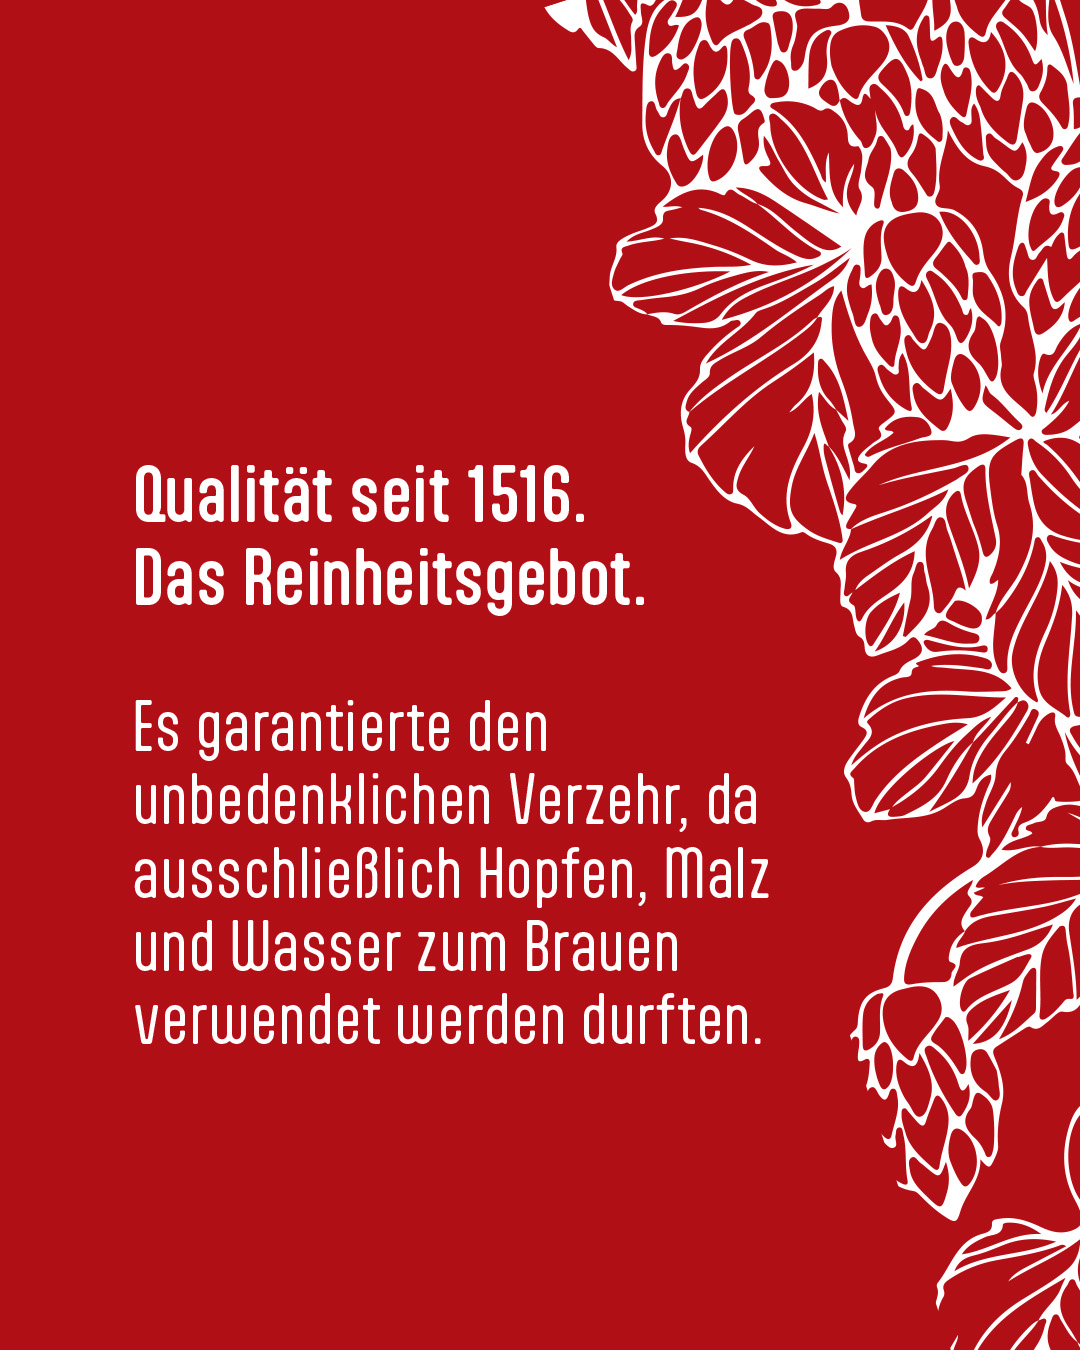 Qualität seit 1516.
Das Reinheitsgebot.
Es garantierte den
unbedenklichen Verzehr, da
ausschließlich Hopfen, Malz
und Wasser zum Brauen
verwendet werden durften.